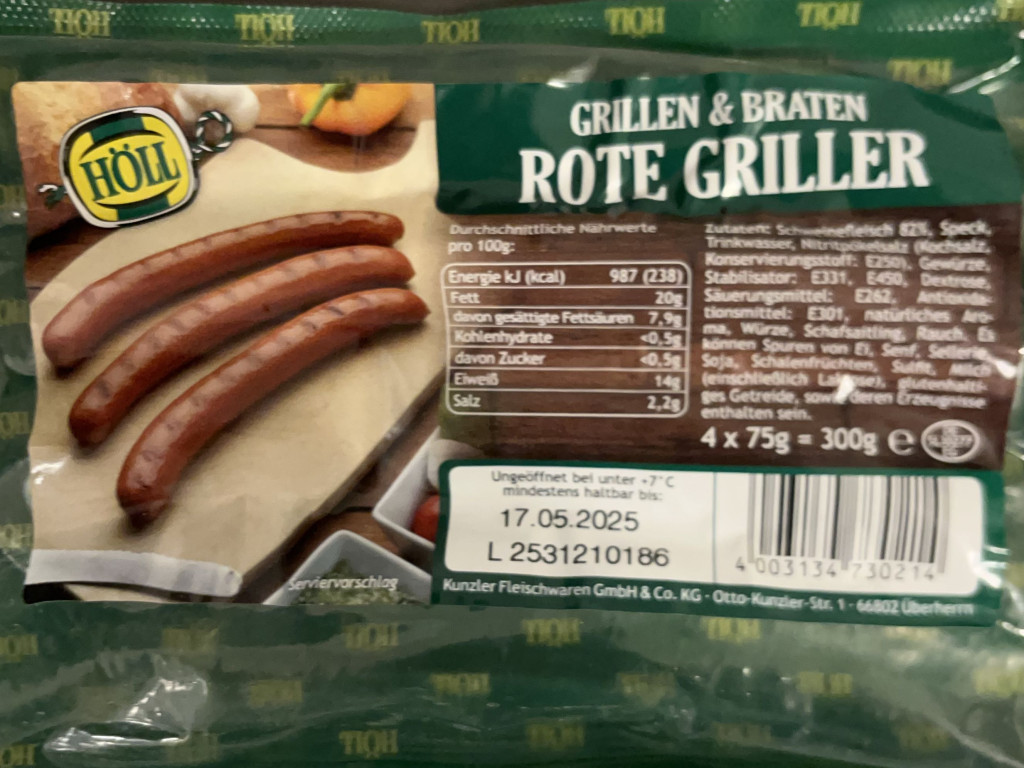 HÖLL
GRILLEN & BRATEN
ROTE GRILLER
Durchschnittliche Nährwerte
pro 100g:
Energie kJ (kcal) 987 (238)
Fett 20g
davon gesättigte Fettsäuren 7,9g
Kohlenhydrate <0,5g
davon Zucker <0,5g
Eiweiß 14g
Salz 2,2g
Zutaten: Schweinefleisch 82%, Speck,
Trinkwasser, Nitritpökelsalz (Kochsalz,
Konservierungsstoff: E250), Gewürze,
Stabilisator: E331, E450, Dextrose,
Säuerungsmittel: E262, Antioxida-
tionsmittel: E301, natürliches Aro-
ma, Würze, Schafsaitling, Rauch. Es
können Spuren von Ei, Senf, Sellerie,
Soja, Schalenfrüchten, Sulfit, Milch
(einschließlich Laktose), glutenhalti-
ges Getreide, sowie deren Erzeugnisse
enthalten sein.
4 x 75g = 300g e
Ungeöffnet bei unter +7°C
mindestens haltbar bis:
17.05.2025
L 2531210186
4 003134 730214
Serviervorschlag
Kunzler Fleischwaren GmbH & Co. KG · Otto-Kunzler-Str. 1 · 66802 Überherrn